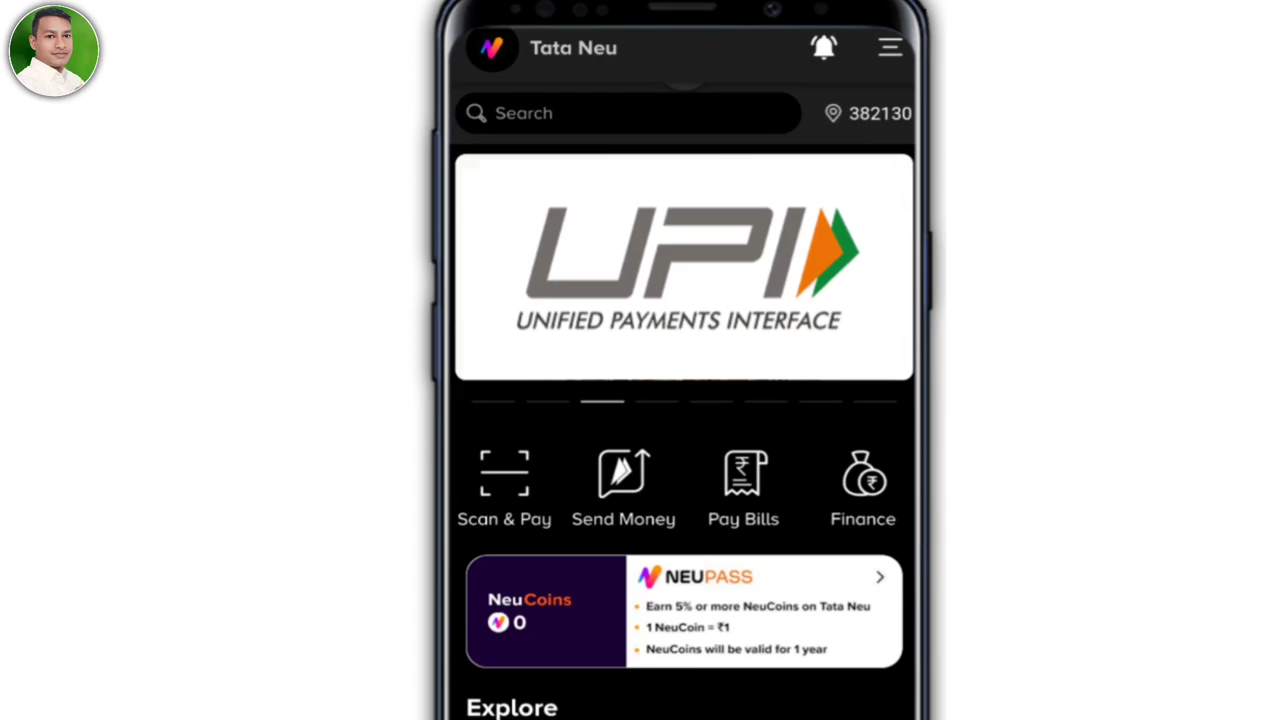 Tata Neu
Search
382130
UPI
UNIFIED PAYMENTS INTERFACE
Scan & Pay
Send Money
Pay Bills
Finance
NeuCoins
0
NEUPASS
Earn 5% or more NeuCoins on Tata Neu
1 NeuCoin = ₹1
NeuCoins will be valid for 1 year
Explore